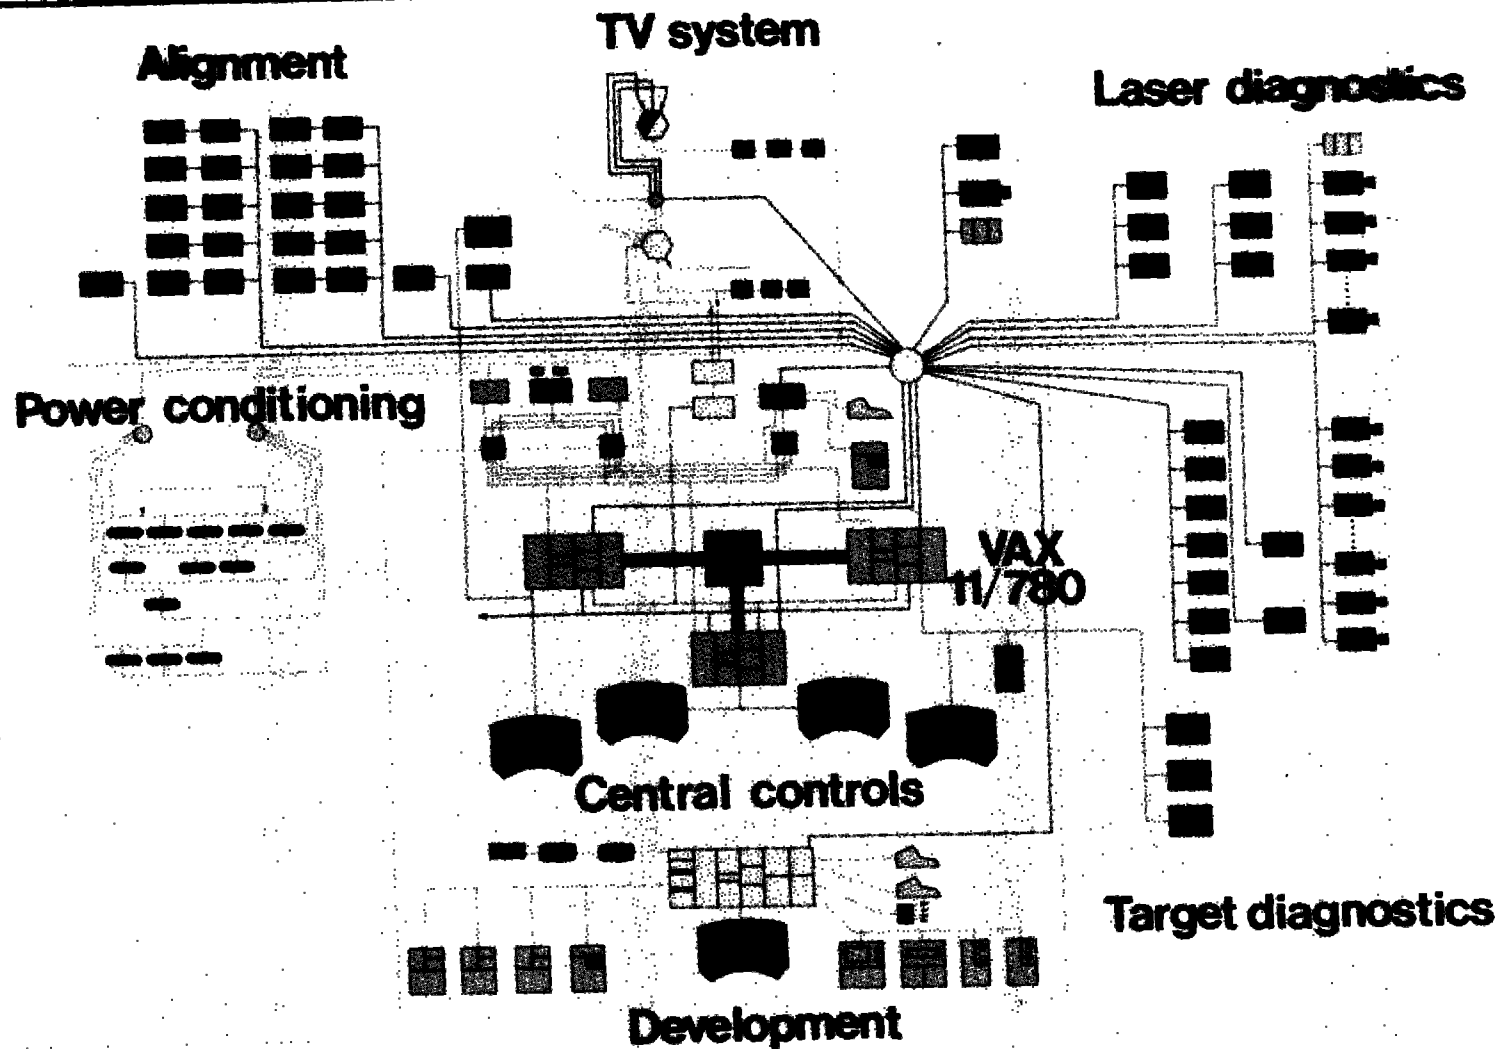 TV system
Alignment
Laser diagnostics
Power conditioning
VAX
11/780
Central controls
Target diagnostics
Development